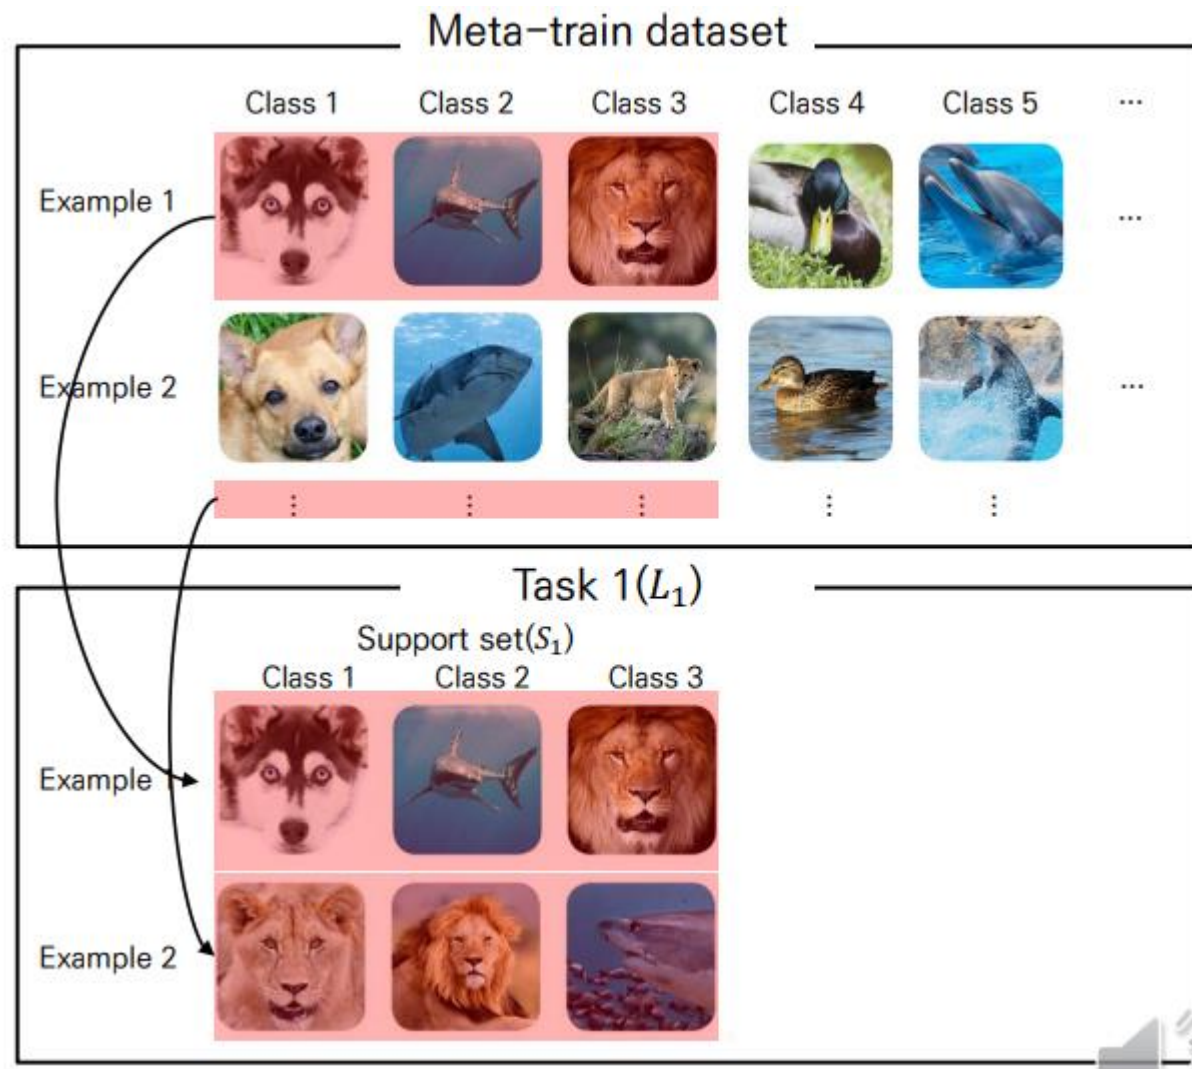 Meta-train dataset
Class 1 Class 2 Class 3 Class 4 Class 5 ...
Example 1 ...
Example 2 ...
⋮ ⋮ ⋮ ⋮ ⋮
Task 1(L₁)
Support set(S₁)
Class 1 Class 2 Class 3
Example
Example 2